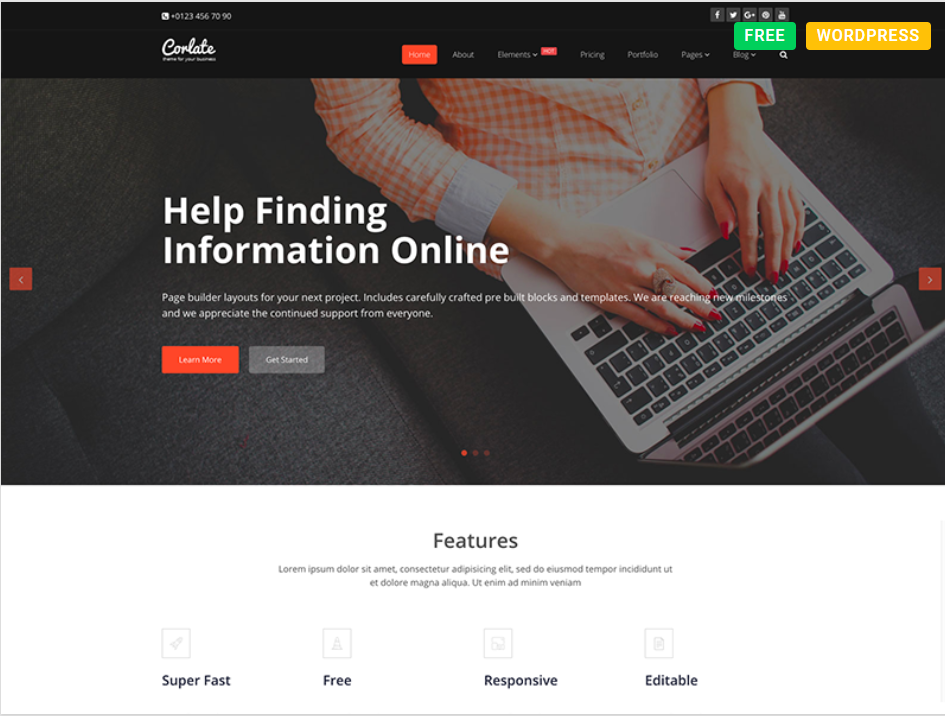 +0123 456 70 90
FREE
WORDPRESS
Corlate
theme for your business
Home
About
Elements
HOT
Pricing
Portfolio
Pages
Blog
Help Finding
Information Online
Page builder layouts for your next project. Includes carefully crafted pre built blocks and templates. We are reaching new milestones
and we appreciate the continued support from everyone.
Learn More
Get Started
Features
Lorem ipsum dolor sit amet, consectetur adipisicing elit, sed do eiusmod tempor incididunt ut
et dolore magna aliqua. Ut enim ad minim veniam
Super Fast
Free
Responsive
Editable